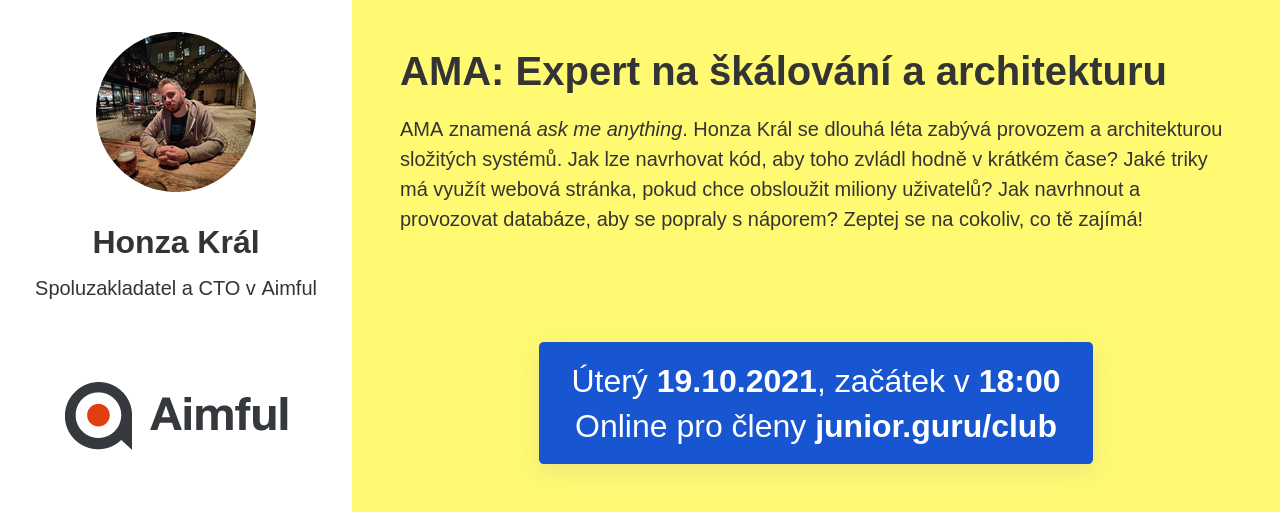 Honza Král
Spoluzakladatel a CTO v Aimful
Aimful
AMA: Expert na škálování a architekturu
AMA znamená ask me anything. Honza Král se dlouhá léta zabývá provozem a architekturou
složitých systémů. Jak lze navrhovat kód, aby toho zvládl hodně v krátkém čase? Jaké triky
má využít webová stránka, pokud chce obsloužit miliony uživatelů? Jak navrhnout a
provozovat databáze, aby se popraly s náporem? Zeptej se na cokoliv, co tě zajímá!
Úterý 19.10.2021, začátek v 18:00
Online pro členy junior.guru/club